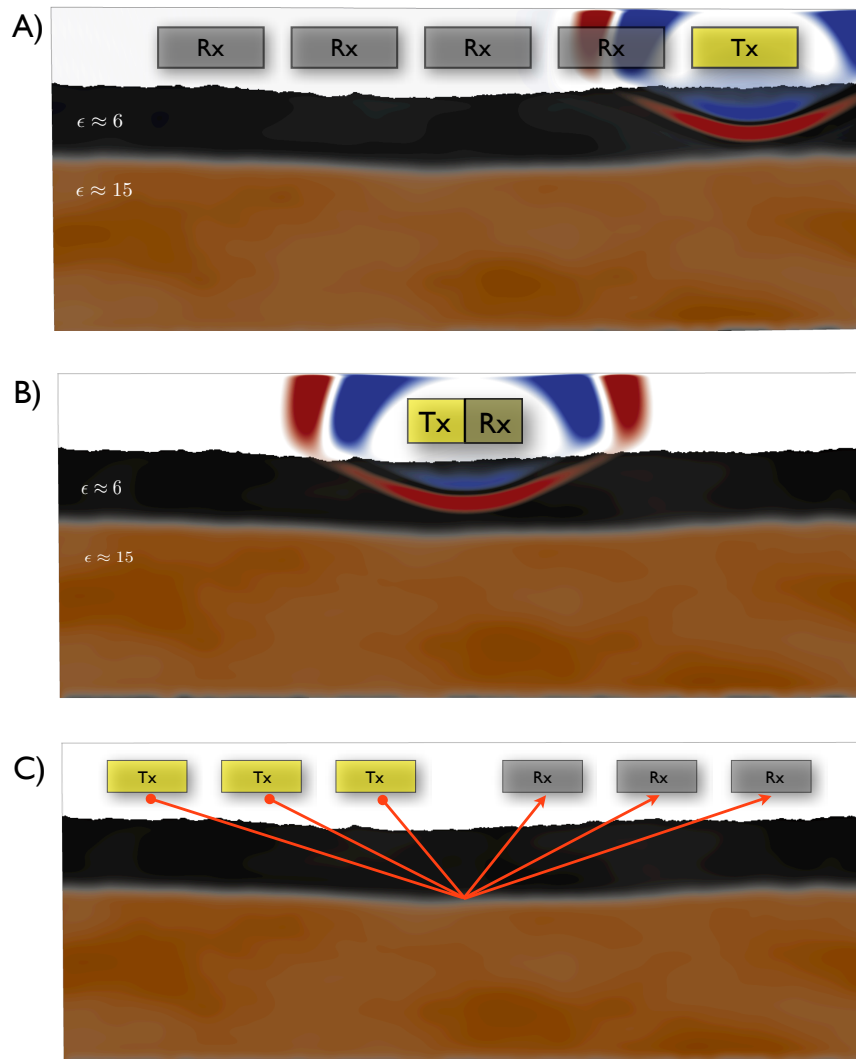 A)
Rx Rx Rx Rx Tx
ϵ ≈ 6
ϵ ≈ 15
B)
Tx Rx
ϵ ≈ 6
ϵ ≈ 15
C)
Tx Tx Tx Rx Rx Rx